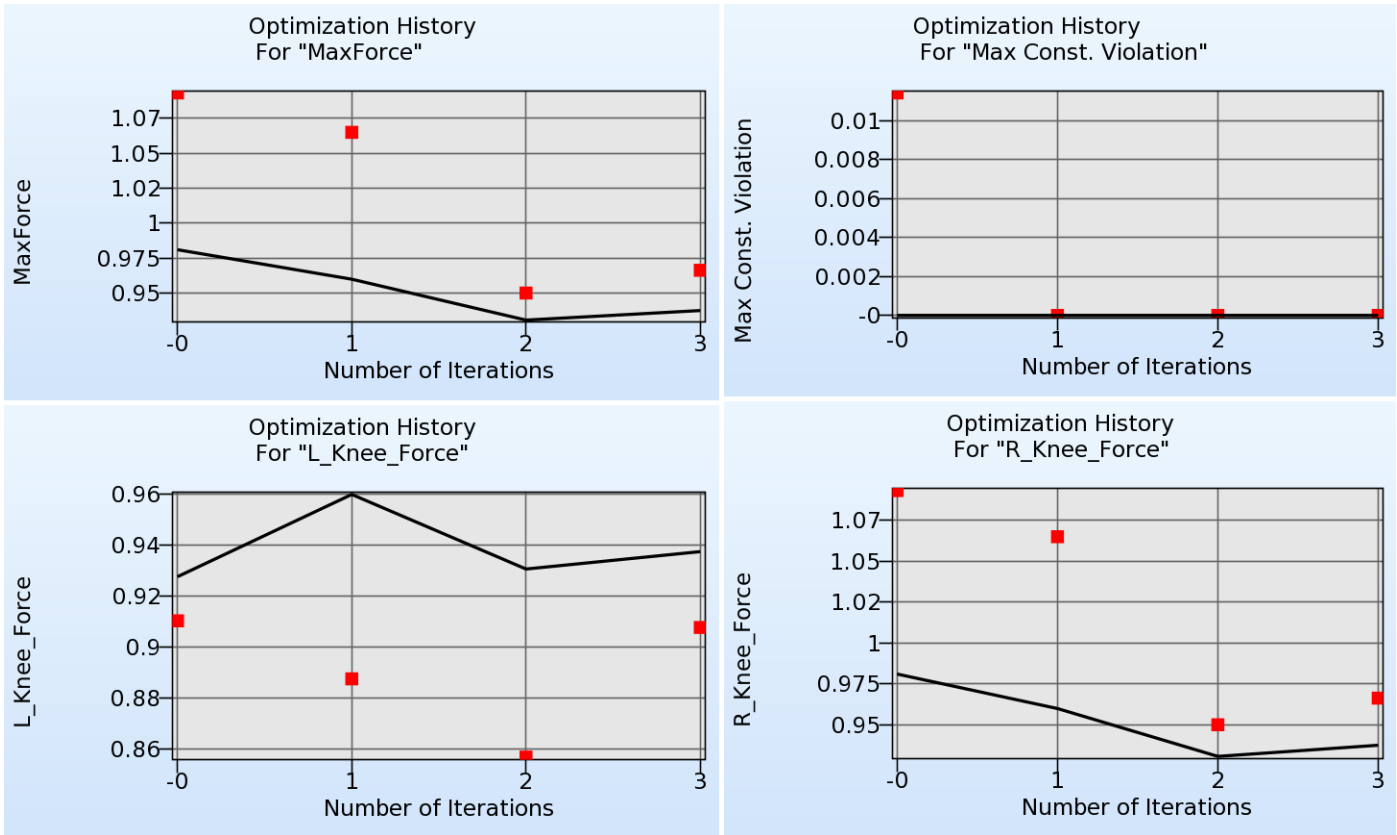 Optimization History
For "MaxForce"
MaxForce
1.07
1.05
1.02
1
0.975
0.95
-0
1
2
3
Number of Iterations
Optimization History
For "Max Const. Violation"
Max Const. Violation
0.01
0.008
0.006
0.004
0.002
-0
-0
1
2
3
Number of Iterations
Optimization History
For "L_Knee_Force"
L_Knee_Force
0.96
0.94
0.92
0.9
0.88
0.86
-0
1
2
3
Number of Iterations
Optimization History
For "R_Knee_Force"
R_Knee_Force
1.07
1.05
1.02
1
0.975
0.95
-0
1
2
3
Number of Iterations